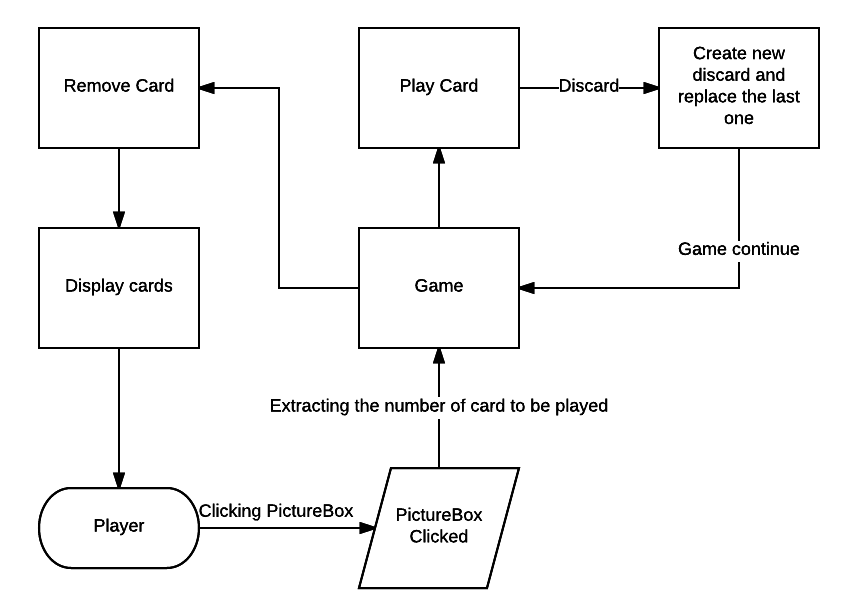 Remove Card
Play Card
Discard
Create new
discard and
replace the last
one
Game continue
Display cards
Game
Extracting the number of card to be played
Player
Clicking PictureBox
PictureBox
Clicked